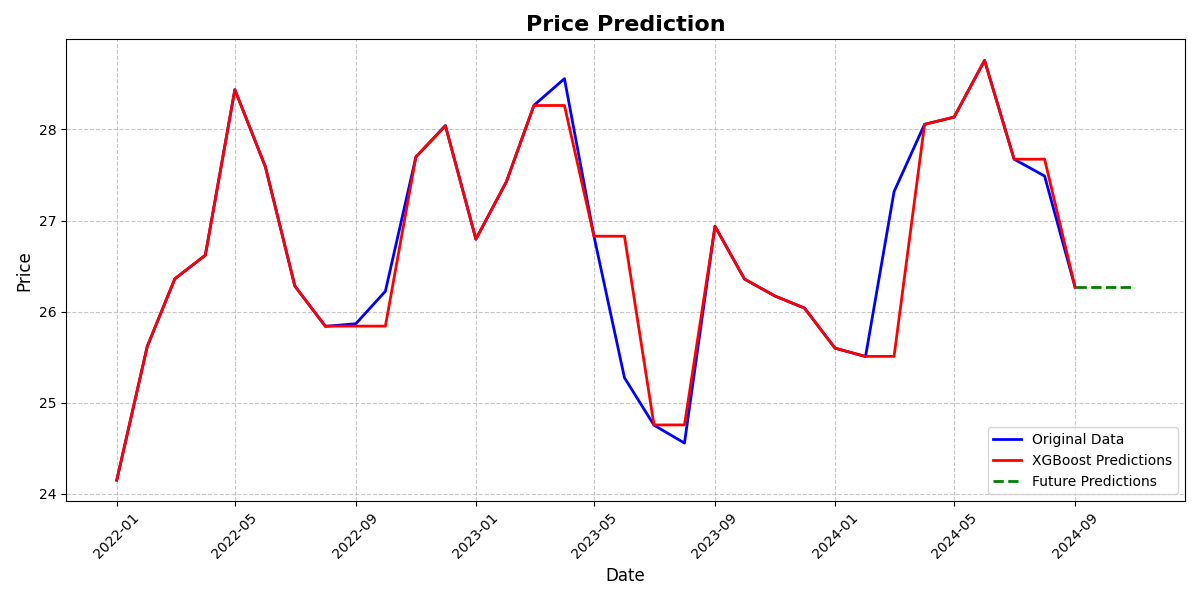 Price Prediction
Price
28
27
26
25
24
Original Data
XGBoost Predictions
Future Predictions
2022-01
2022-05
2022-09
2023-01
2023-05
2023-09
2024-01
2024-05
2024-09
Date